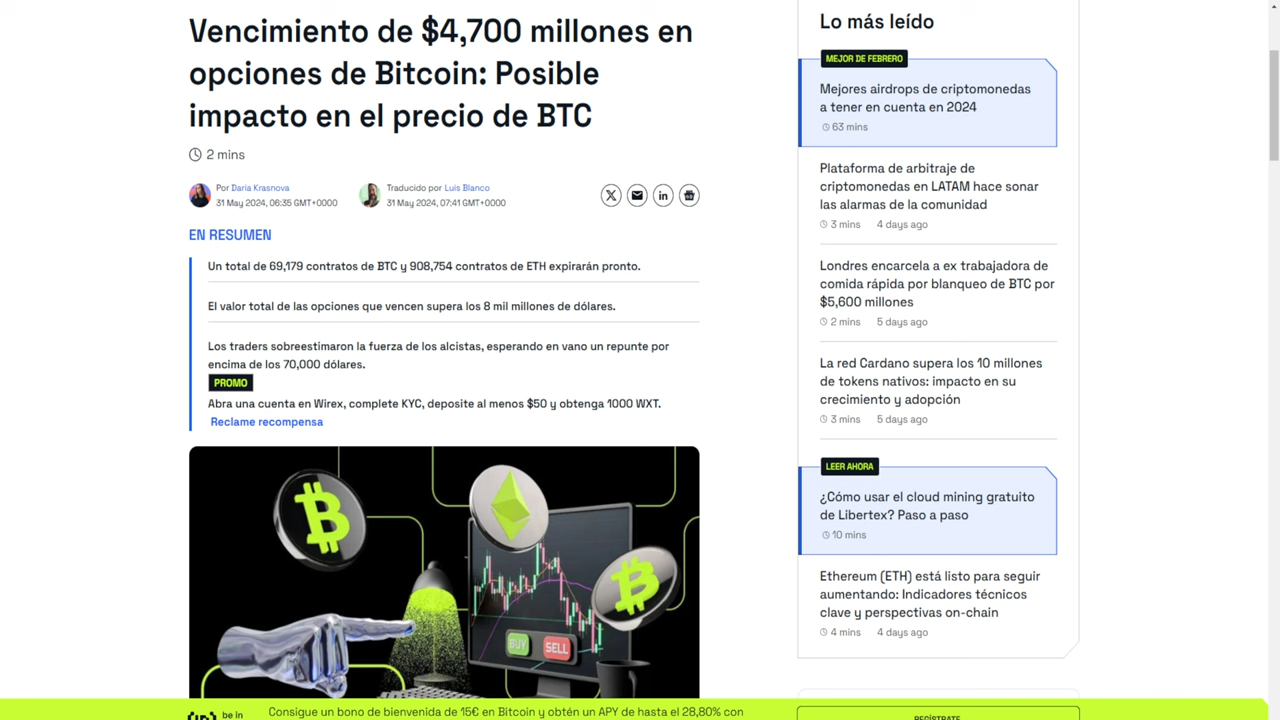 Vencimiento de $4,700 millones en
opciones de Bitcoin: Posible
impacto en el precio de BTC
2 mins
Por Daria Krasnova
31 May 2024, 06:35 GMT+0000
Traducido por Luis Blanco
31 May 2024, 07:41 GMT+0000
EN RESUMEN
Un total de 69,179 contratos de BTC y 908,754 contratos de ETH expirarán pronto.
El valor total de las opciones que vencen supera los 8 mil millones de dólares.
Los traders sobreestimaron la fuerza de los alcistas, esperando en vano un repunte por
encima de los 70,000 dólares.
PROMO
Abra una cuenta en Wirex, complete KYC, deposite al menos $50 y obtenga 1000 WXT.
Reclame recompensa
BUY
SELL
Lo más leído
MEJOR DE FEBRERO
Mejores airdrops de criptomonedas
a tener en cuenta en 2024
63 mins
Plataforma de arbitraje de
criptomonedas en LATAM hace sonar
las alarmas de la comunidad
3 mins 4 days ago
Londres encarcela a ex trabajadora de
comida rápida por blanqueo de BTC por
$5,600 millones
2 mins 5 days ago
La red Cardano supera los 10 millones
de tokens nativos: impacto en su
crecimiento y adopción
3 mins 5 days ago
LEER AHORA
¿Cómo usar el cloud mining gratuito
de Libertex? Paso a paso
10 mins
Ethereum (ETH) está listo para seguir
aumentando: Indicadores técnicos
clave y perspectivas on-chain
4 mins 4 days ago
be in
Consigue un bono de bienvenida de 15€ en Bitcoin y obtén un APY de hasta el 28,80% con
REGÍSTRATE